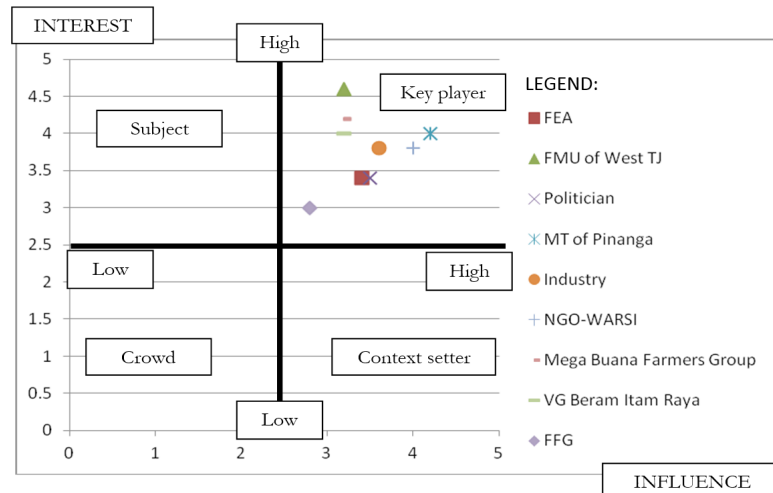 INTEREST
High
5
4.5
4
3.5
3
2.5
2
1.5
1
0.5
0
Subject
Key player
Low
High
Crowd
Context setter
Low
0
1
2
3
4
5
INFLUENCE
LEGEND:
FEA
FMU of West TJ
Politician
MT of Pinanga
Industry
NGO-WARSI
Mega Buana Farmers Group
VG Beram Itam Raya
FFG